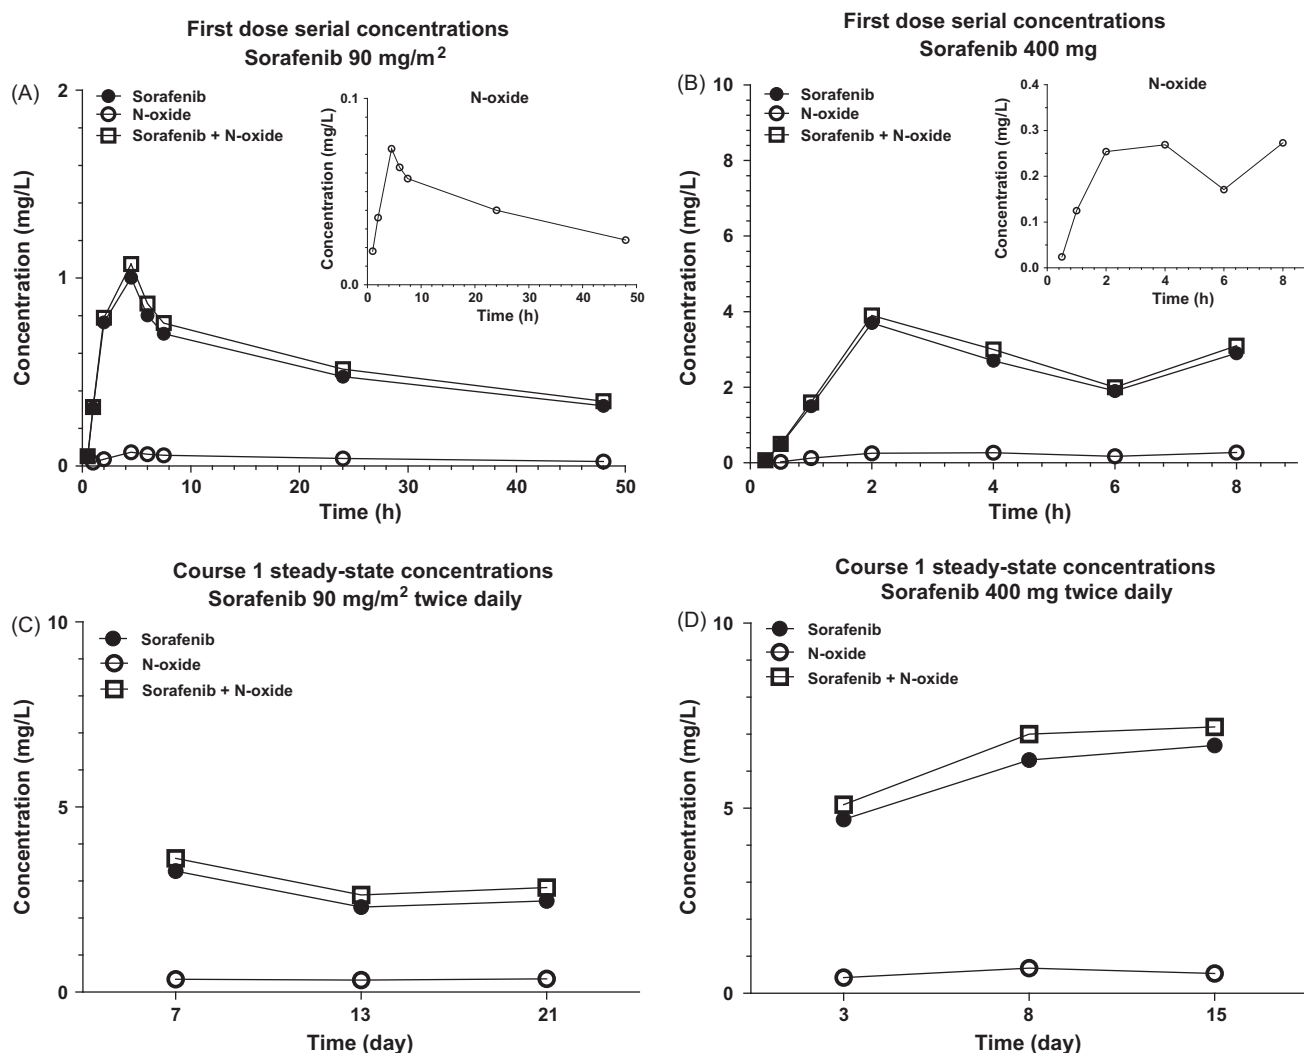 First dose serial concentrations
Sorafenib 90 mg/m2
(A)
2
1
0
Concentration (mg/L)
Sorafenib
N-oxide
Sorafenib + N-oxide
0 10 20 30 40 50
Time (h)
N-oxide
0.1
0.0
Concentration (mg/L)
0 10 20 30 40 50
Time (h)
First dose serial concentrations
Sorafenib 400 mg
(B)
10
8
6
4
2
0
Concentration (mg/L)
Sorafenib
N-oxide
Sorafenib + N-oxide
0 2 4 6 8
Time (h)
N-oxide
0.4
0.3
0.2
0.1
0.0
Concentration (mg/L)
0 2 4 6 8
Time (h)
Course 1 steady-state concentrations
Sorafenib 90 mg/m2 twice daily
(C)
10
5
0
Concentration (mg/L)
Sorafenib
N-oxide
Sorafenib + N-oxide
7 13 21
Time (day)
Course 1 steady-state concentrations
Sorafenib 400 mg twice daily
(D)
10
5
0
Concentration (mg/L)
Sorafenib
N-oxide
Sorafenib + N-oxide
3 8 15
Time (day)